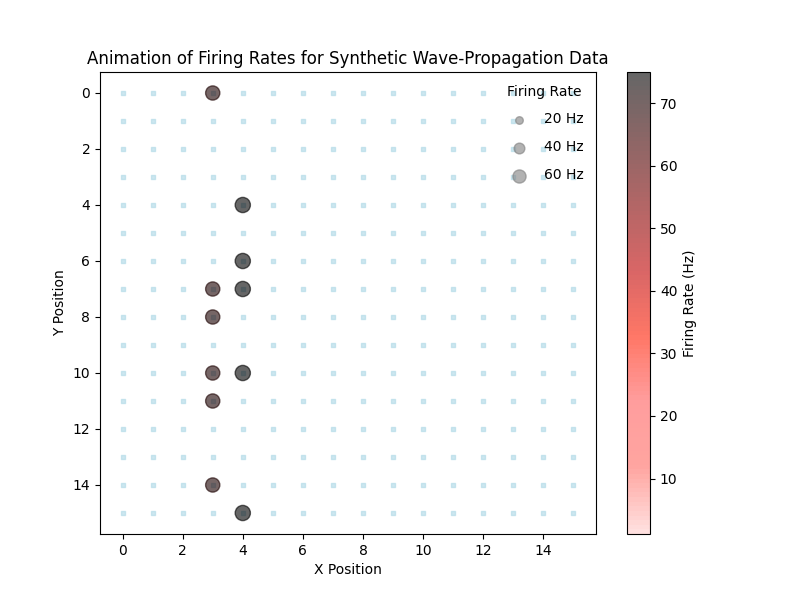 Animation of Firing Rates for Synthetic Wave-Propagation Data
Firing Rate
20 Hz
40 Hz
60 Hz
0
2
4
6
8
10
12
14
Y Position
0 2 4 6 8 10 12 14
X Position
70
60
50
40
30
20
10
Firing Rate (Hz)